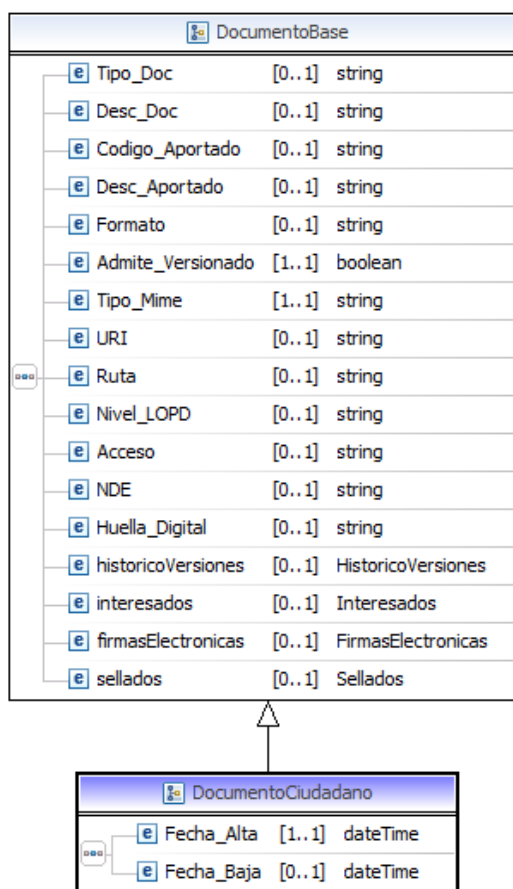 DocumentoBase
e Tipo_Doc [0..1] string
e Desc_Doc [0..1] string
e Codigo_Aportado [0..1] string
e Desc_Aportado [0..1] string
e Formato [0..1] string
e Admite_Versionado [1..1] boolean
e Tipo_Mime [1..1] string
e URI [0..1] string
e Ruta [0..1] string
e Nivel_LOPD [0..1] string
e Acceso [0..1] string
e NDE [0..1] string
e Huella_Digital [0..1] string
e historicoVersiones [0..1] HistoricoVersiones
e interesados [0..1] Interesados
e firmasElectronicas [0..1] FirmasElectronicas
e sellados [0..1] Sellados
DocumentoCiudadano
e Fecha_Alta [1..1] dateTime
e Fecha_Baja [0..1] dateTime